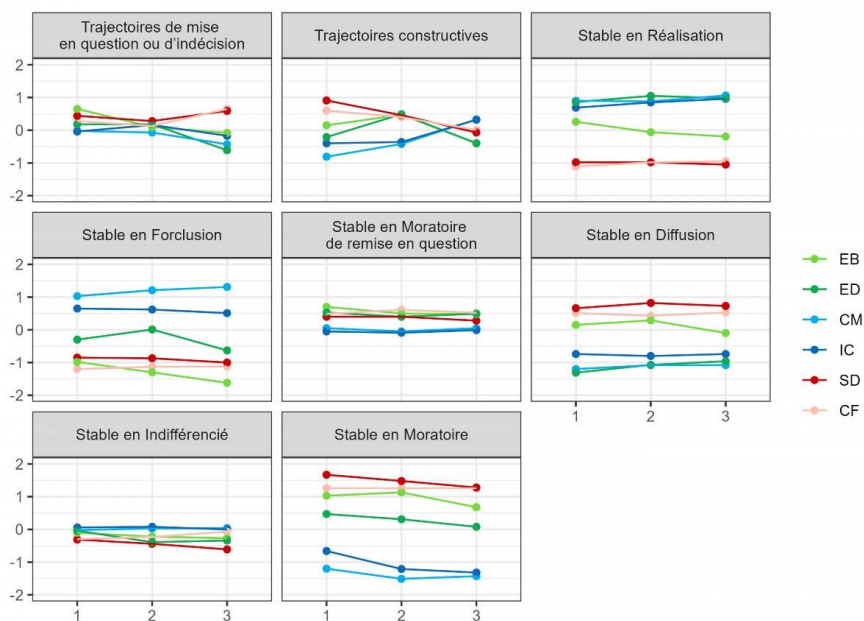 Trajectoires de mise
en question ou d'indécision
Trajectoires constructives
Stable en Réalisation
2
1
0
-1
-2
Stable en Forclusion
Stable en Moratoire
de remise en question
Stable en Diffusion
2
1
0
-1
-2
1 2 3
EB
ED
CM
IC
SD
CF
Stable en Indifférencié
Stable en Moratoire
2
1
0
-1
-2
1 2 3
1 2 3